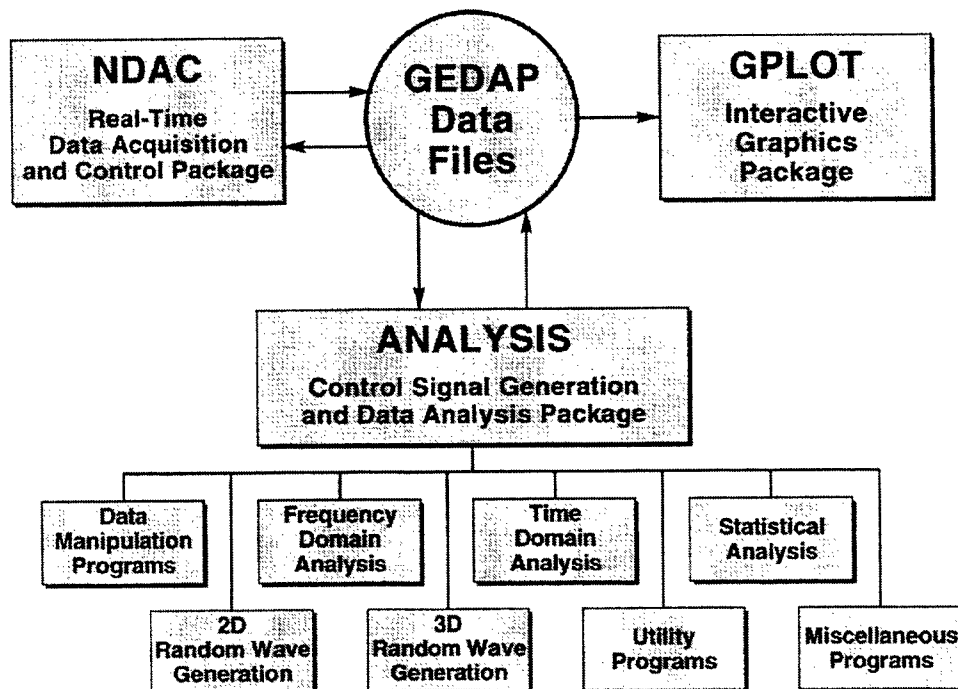 NDAC
Real-Time
Data Acquisition
and Control Package
GEDAP
Data
Files
GPLOT
Interactive
Graphics
Package
ANALYSIS
Control Signal Generation
and Data Analysis Package
Data
Manipulation
Programs
Frequency
Domain
Analysis
Time
Domain
Analysis
Statistical
Analysis
2D
Random Wave
Generation
3D
Random Wave
Generation
Utility
Programs
Miscellaneous
Programs